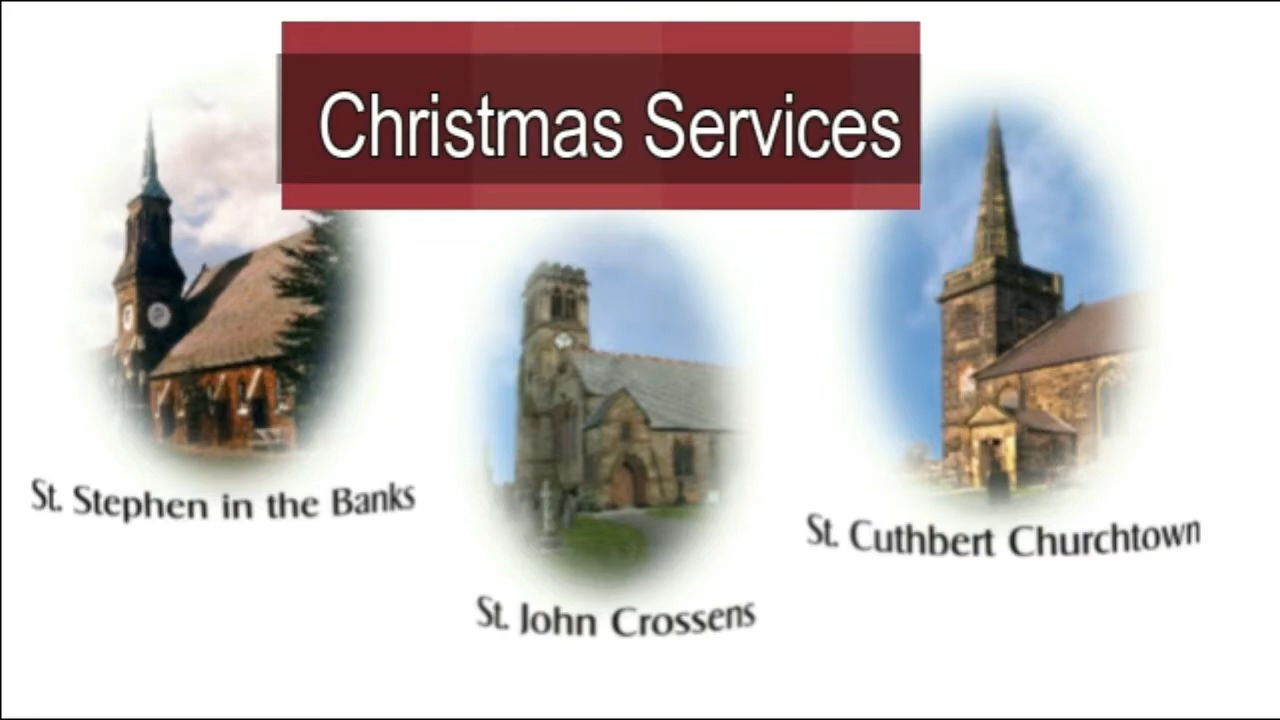 Christmas Services
St. Stephen in the Banks
St. John Crossens
St. Cuthbert Churchtown